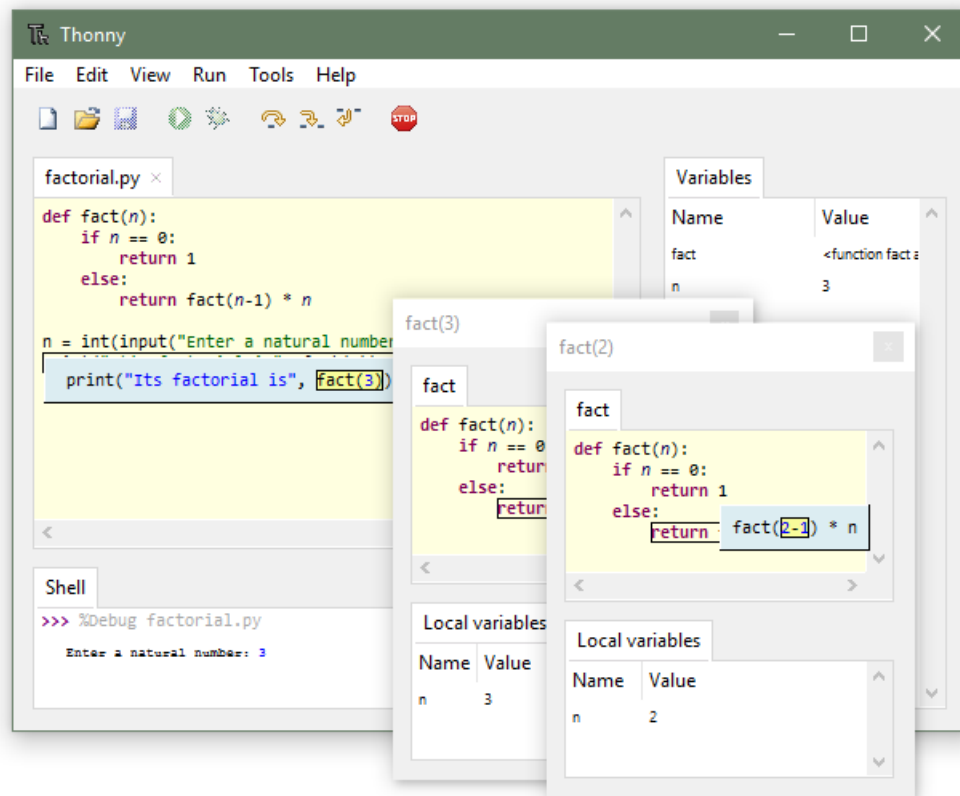 Thonny
File Edit View Run Tools Help
STOP
factorial.py ×
def fact(n):
if n == 0:
return 1
else:
return fact(n-1) * n
n = int(input("Enter a natural number
print("Its factorial is", fact(3))
Shell
>>> %Debug factorial.py
Enter a natural number: 3
Variables
Name Value
fact <function fact a
n 3
fact(3)
fact
def fact(n):
if n == 0
retur
else:
retur
Local variables
Name Value
n 3
fact(2)
fact
def fact(n):
if n == 0:
return 1
else:
return
fact(2-1) * n
Local variables
Name Value
n 2